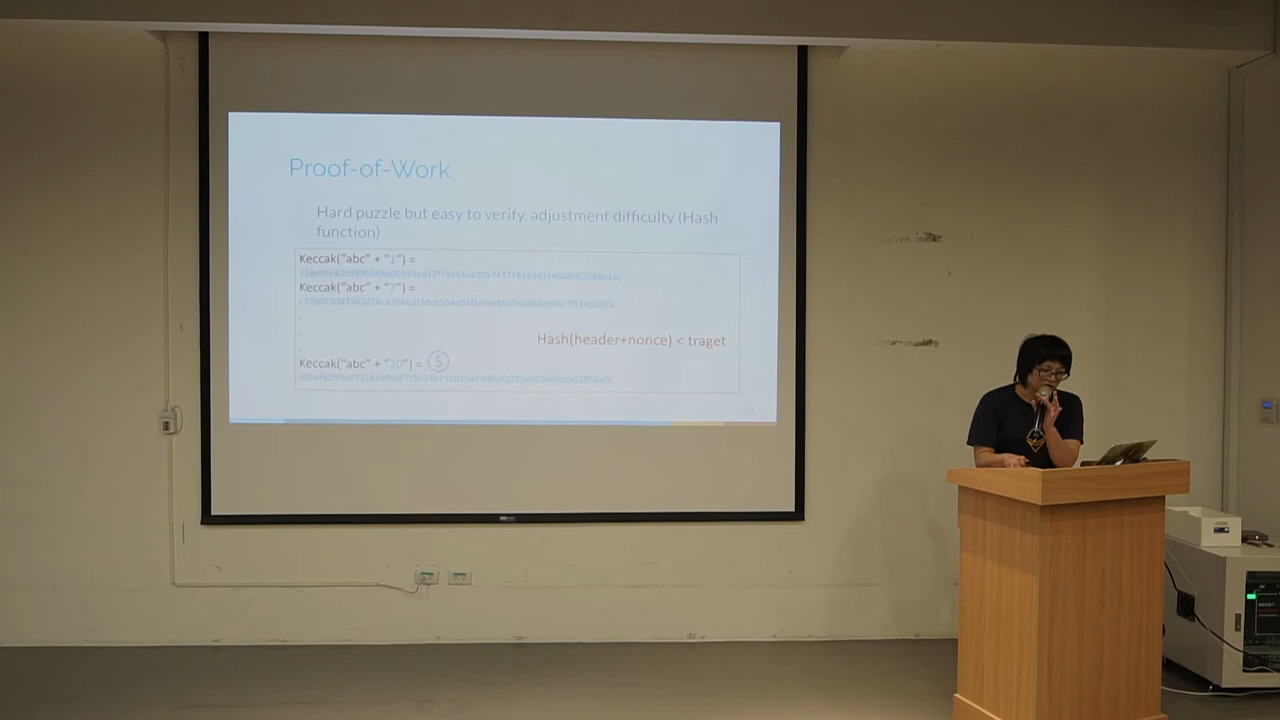 Proof-of-Work
Hard puzzle but easy to verify, adjustment difficulty (Hash
function)
Keccak("abc" + "1") =
Keccak("abc" + "2") =
.
.
.
Hash(header+nonce) < traget
Keccak("abc" + "20") = $